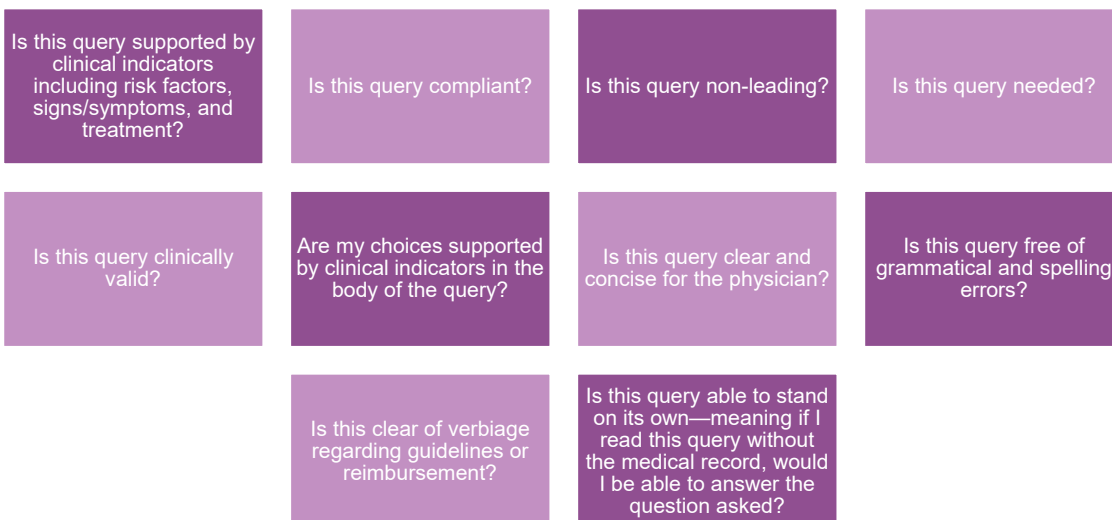 Is this query supported by
clinical indicators
including risk factors,
signs/symptoms, and
treatment?
Is this query compliant?
Is this query non-leading?
Is this query needed?
Is this query clinically
valid?
Are my choices supported
by clinical indicators in the
body of the query?
Is this query clear and
concise for the physician?
Is this query free of
grammatical and spelling
errors?
Is this clear of verbiage
regarding guidelines or
reimbursement?
Is this query able to stand
on its own—meaning if I
read this query without
the medical record, would
I be able to answer the
question asked?